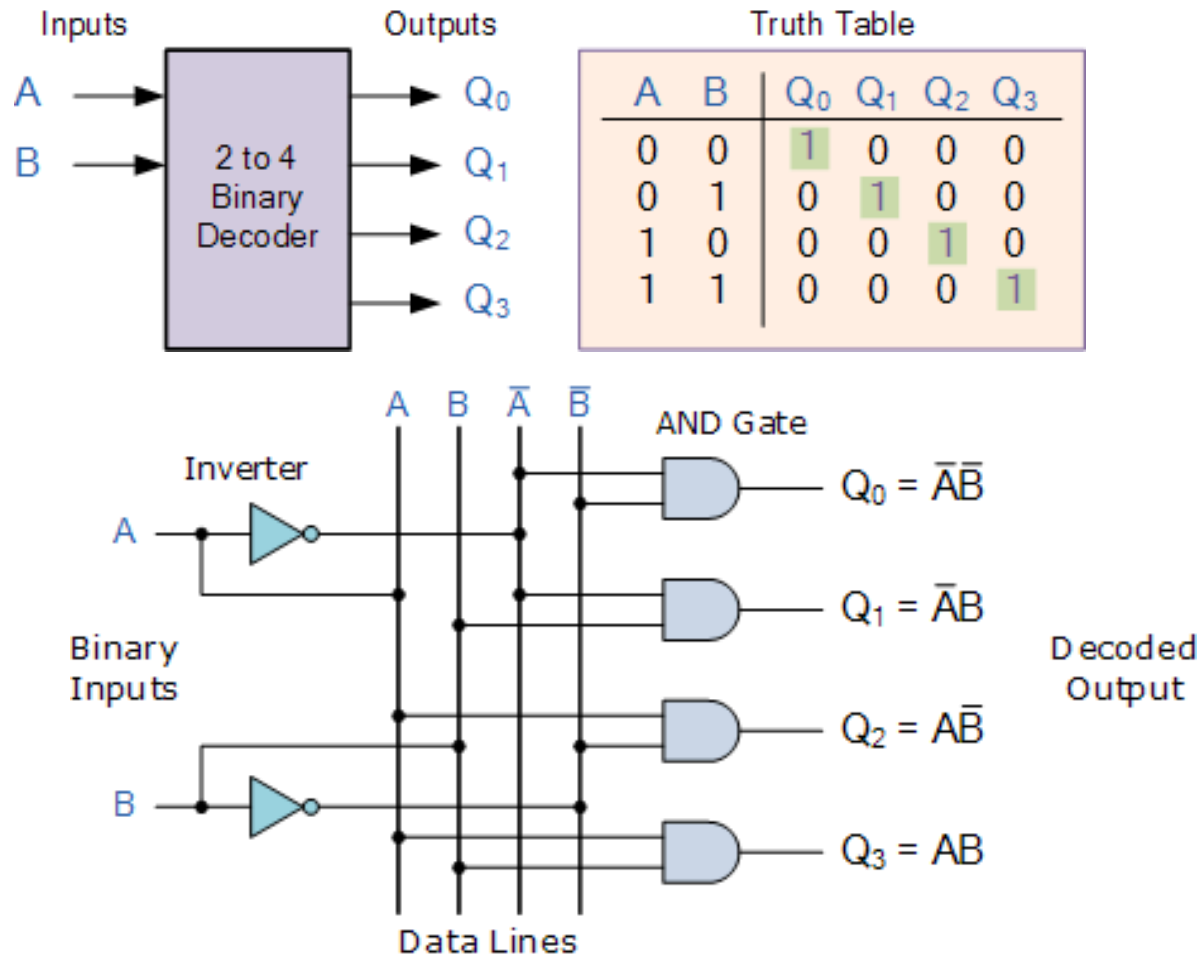 Inputs Outputs Truth Table
A Q₀
B Q₁
Q₂
Q₃
2 to 4
Binary
Decoder
A B Q₀ Q₁ Q₂ Q₃
0 0 1 0 0 0
0 1 0 1 0 0
1 0 0 0 1 0
1 1 0 0 0 1
A B A̅ B̅
AND Gate
Inverter
A
Q₀ = A̅B̅
Q₁ = A̅B
Binary
Inputs
Decoded
Output
Q₂ = AB̅
B
Q₃ = AB
Data Lines